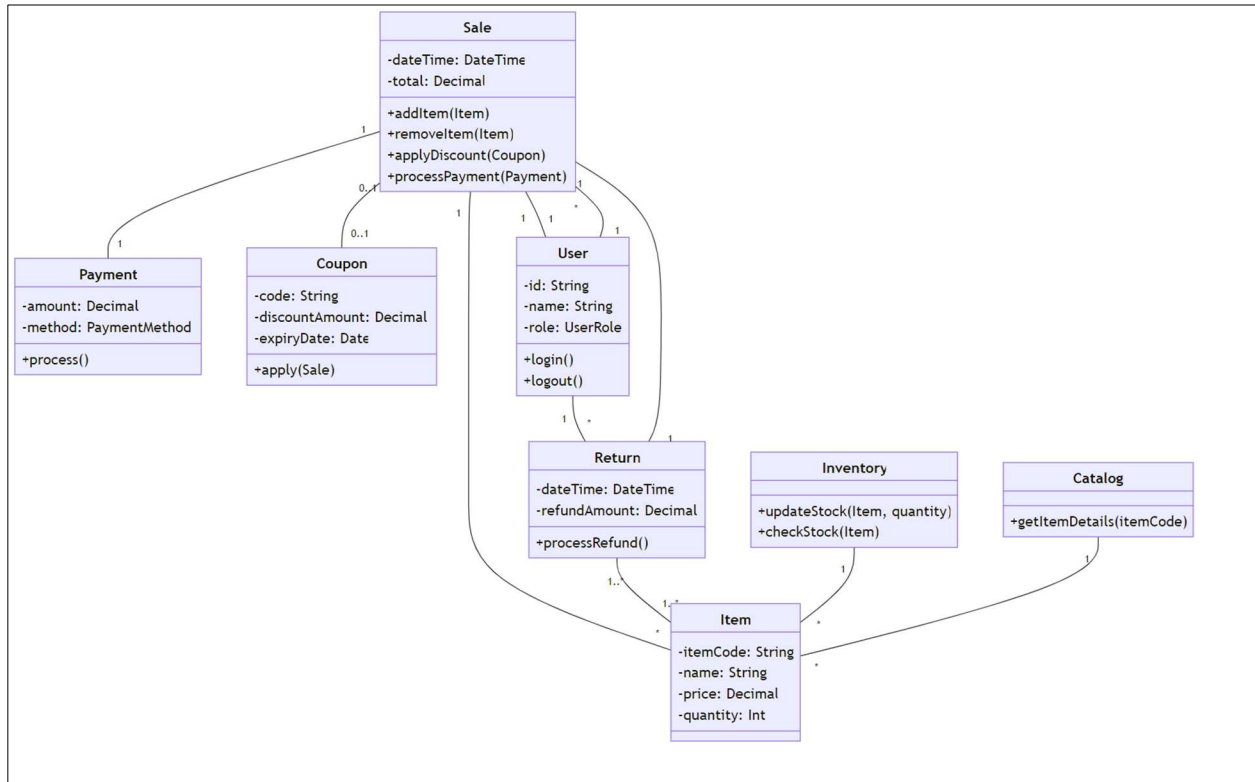 Sale
-dateTime: DateTime
-total: Decimal
+addItem(Item)
+removeItem(Item)
+applyDiscount(Coupon)
+processPayment(Payment)
1
0..1
1
1
1
*
1
1
0..1
1
1
Payment
-amount: Decimal
-method: PaymentMethod
+process()
Coupon
-code: String
-discountAmount: Decimal
-expiryDate: Date
+apply(Sale)
User
-id: String
-name: String
-role: UserRole
+login()
+logout()
1
*
1
Return
-dateTime: DateTime
-refundAmount: Decimal
+processRefund()
Inventory
+updateStock(Item, quantity)
+checkStock(Item)
Catalog
+getItemDetails(itemCode)
1..*
1..*
1
1
*
*
*
Item
-itemCode: String
-name: String
-price: Decimal
-quantity: Int